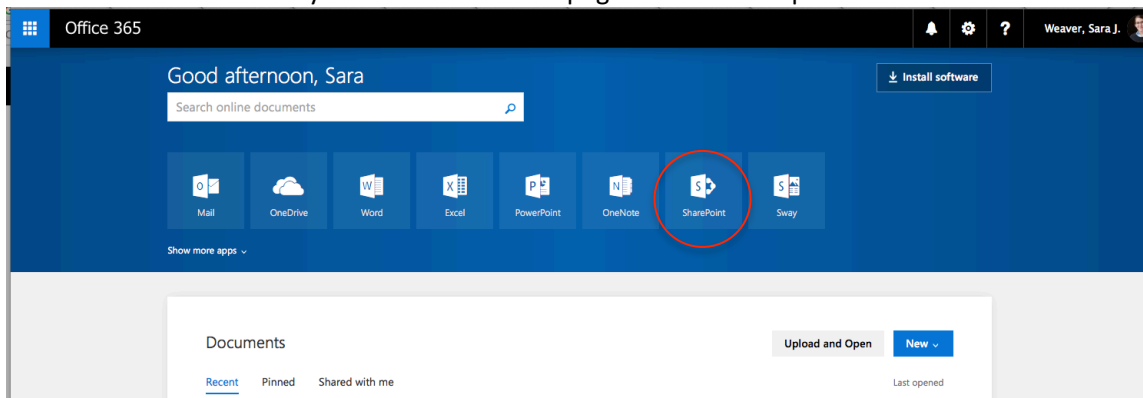 Office 365
?
Weaver, Sara J.
Good afternoon, Sara
Install software
Search online documents
Mail OneDrive Word Excel PowerPoint OneNote SharePoint Sway
Show more apps
Documents
Upload and Open
New
Recent Pinned Shared with me
Last opened